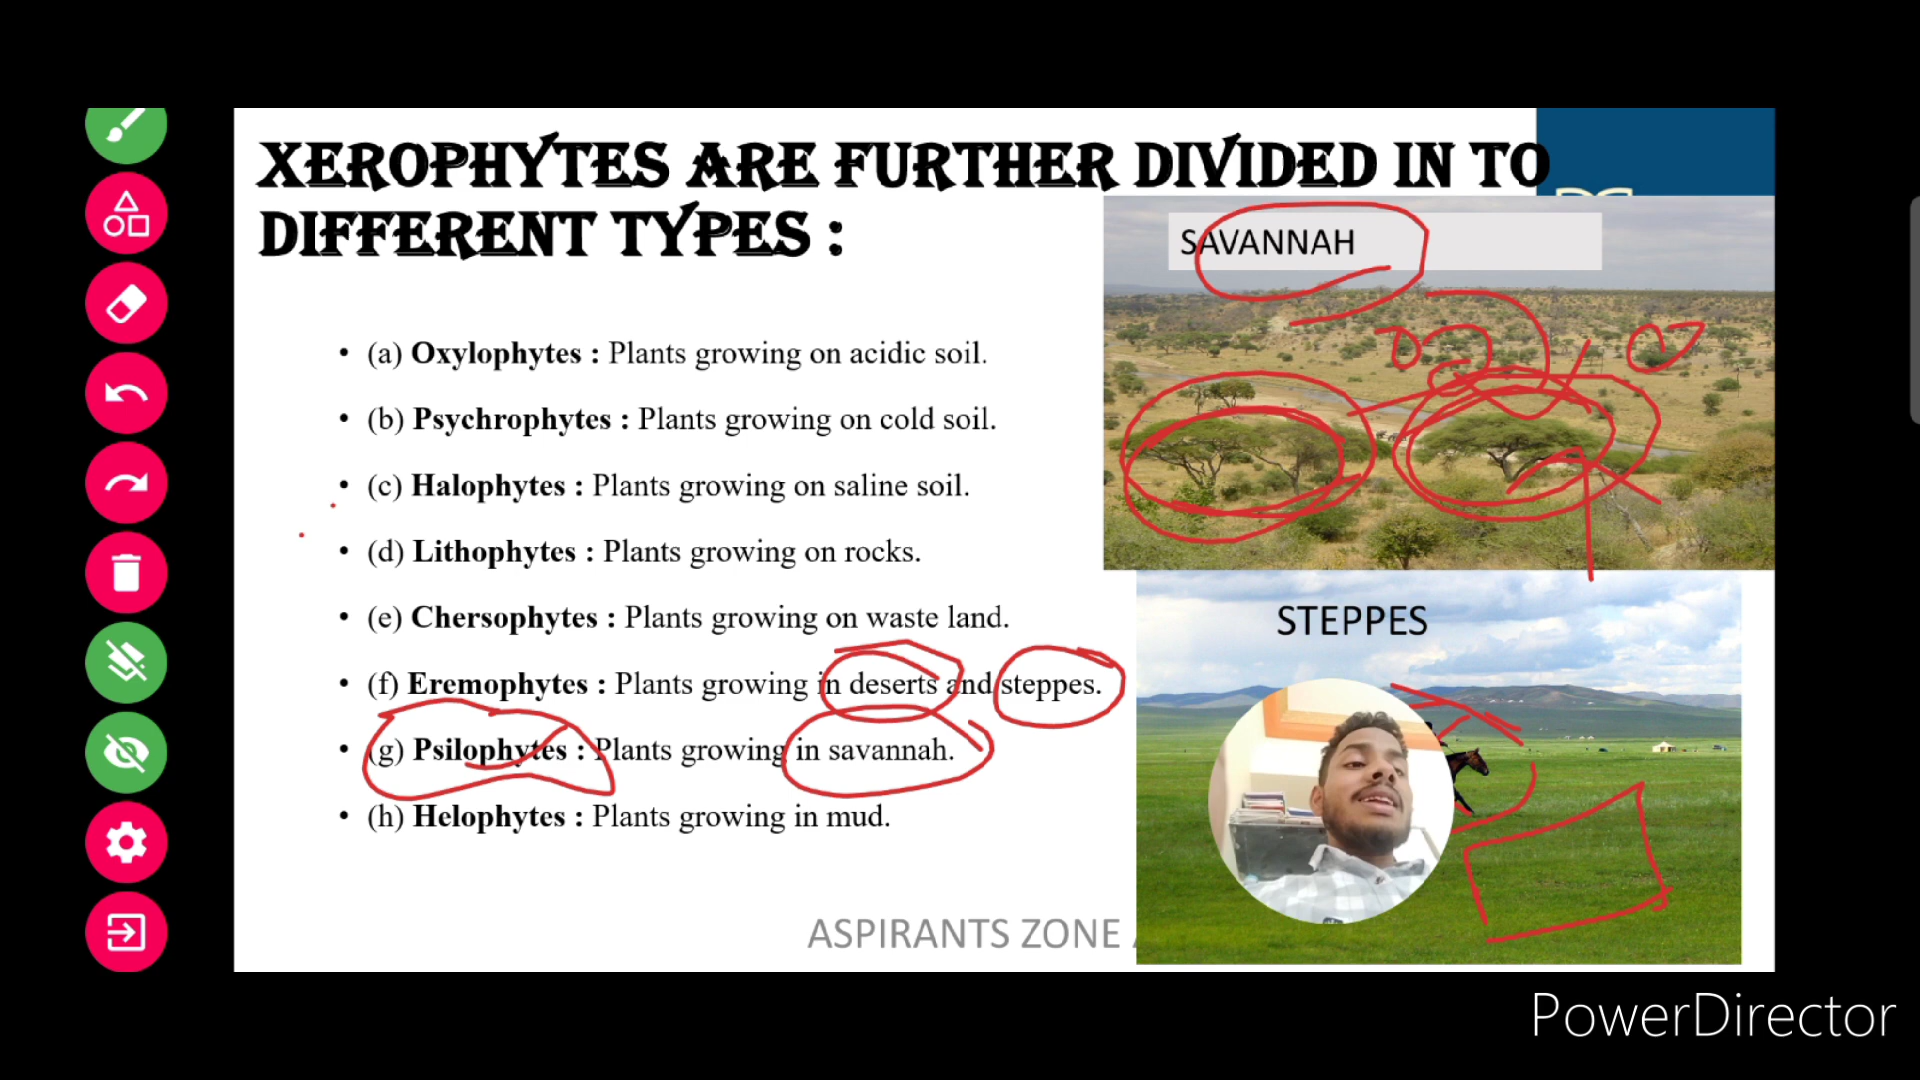 XEROPHYTES ARE FURTHER DIVIDED IN TO
DIFFERENT TYPES :
SAVANNAH
• (a) Oxylophytes : Plants growing on acidic soil.
• (b) Psychrophytes : Plants growing on cold soil.
• (c) Halophytes : Plants growing on saline soil.
• (d) Lithophytes : Plants growing on rocks.
• (e) Chersophytes : Plants growing on waste land.
STEPPES
• (f) Eremophytes : Plants growing in deserts and steppes.
• (g) Psilophytes : Plants growing in savannah.
• (h) Helophytes : Plants growing in mud.
ASPIRANTS ZONE
PowerDirector